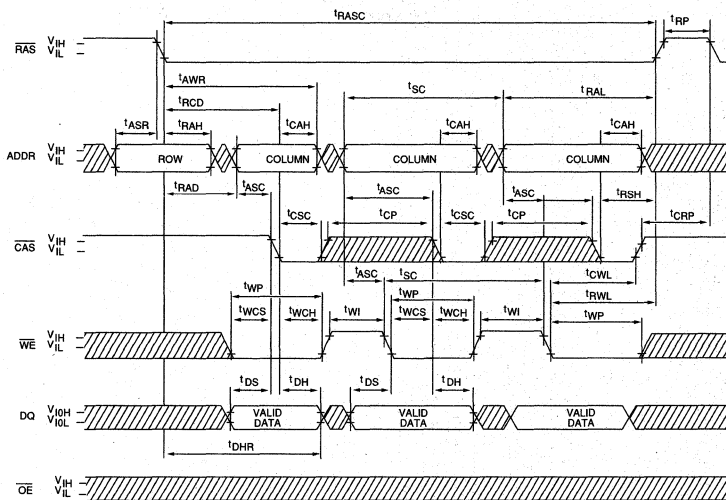 tRASC
tRP
RAS VIH
VIL
tAWR
tRCD
tSC
tRAL
tASR
tRAH
tCAH
tCAH
tCAH
ADDR VIH
VIL
ROW
COLUMN
COLUMN
COLUMN
tRAD
tASC
tASC
tASC
tRSH
tCSC
tCP
tCSC
tCP
tCRP
CAS VIH
VIL
tASC
tSC
tCWL
tWP
tWP
tRWL
tWCS
tWCH
tWI
tWCS
tWCH
tWI
tWP
WE VIH
VIL
tDS
tDH
tDS
tDH
DQ VIOH
VIOL
VALID DATA
VALID DATA
VALID DATA
tDHR
OE VIH
VIL